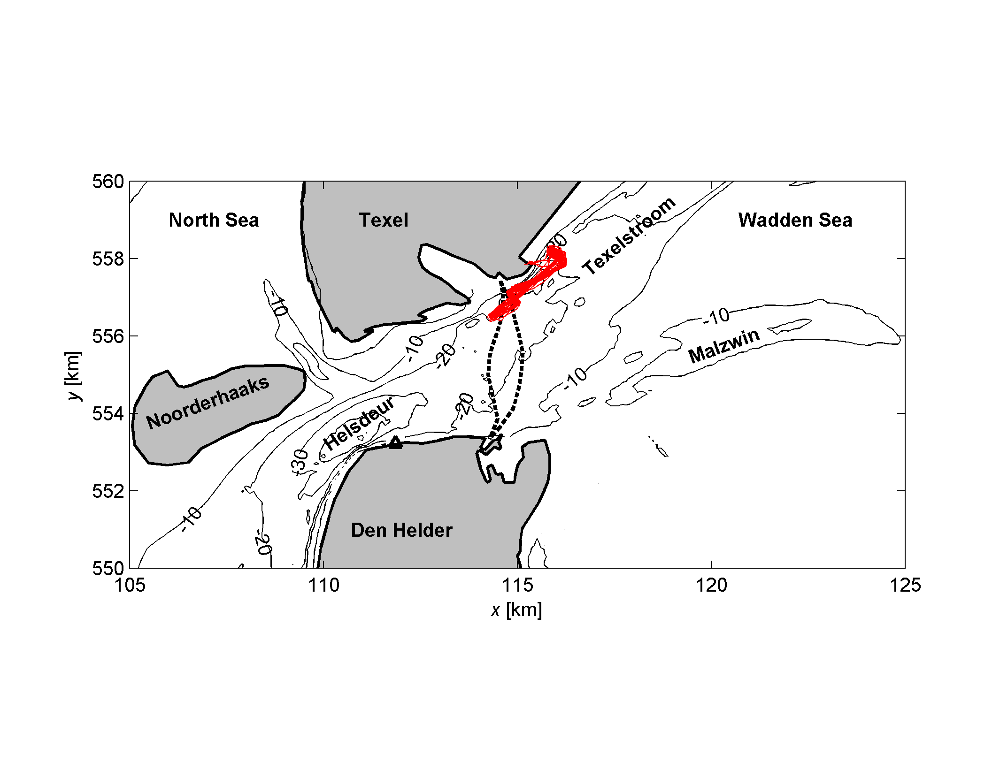 560
North Sea
Texel
Wadden Sea
Texelstroom
20
558
-10
-10
556
Malzwin
-10
-20
y [km]
-10
Noorderhaaks
554
Helsdeur
-20
-30
552
-10
Den Helder
-20
550
105
110
115
120
125
x [km]